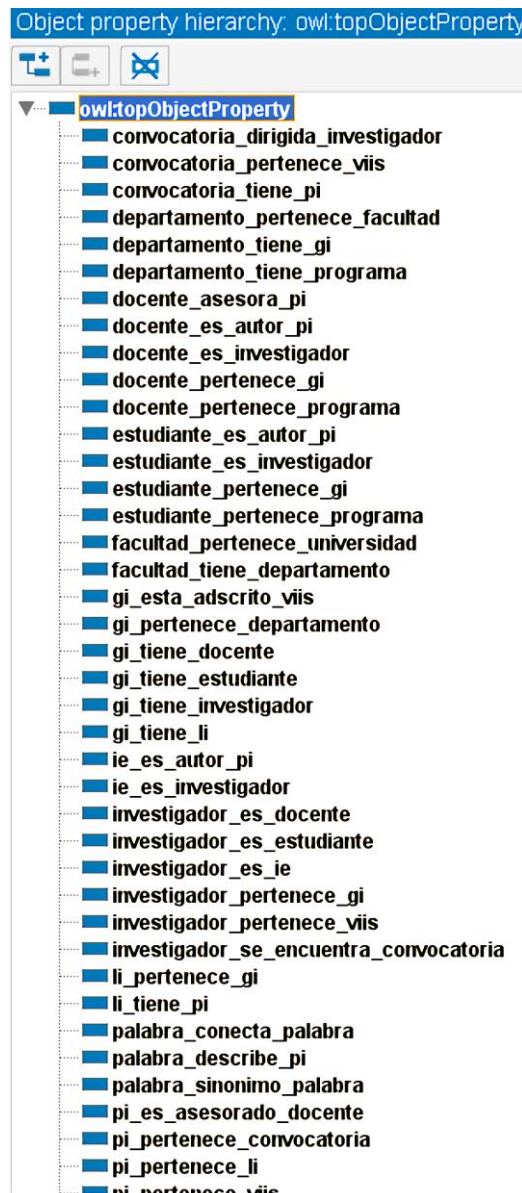 Object property hierarchy: owl:topObjectProperty
owl:topObjectProperty
convocatoria_dirigida_investigador
convocatoria_pertenece_viis
convocatoria_tiene_pi
departamento_pertenece_facultad
departamento_tiene_gi
departamento_tiene_programa
docente_asesora_pi
docente_es_autor_pi
docente_es_investigador
docente_pertenece_gi
docente_pertenece_programa
estudiante_es_autor_pi
estudiante_es_investigador
estudiante_pertenece_gi
estudiante_pertenece_programa
facultad_pertenece_universidad
facultad_tiene_departamento
gi_esta_adscrito_viis
gi_pertenece_departamento
gi_tiene_docente
gi_tiene_estudiante
gi_tiene_investigador
gi_tiene_li
ie_es_autor_pi
ie_es_investigador
investigador_es_docente
investigador_es_estudiante
investigador_es_ie
investigador_pertenece_gi
investigador_pertenece_viis
investigador_se_encuentra_convocatoria
li_pertenece_gi
li_tiene_pi
palabra_conecta_palabra
palabra_describe_pi
palabra_sinonimo_palabra
pi_es_asesorado_docente
pi_pertenece_convocatoria
pi_pertenece_li
pi_pertenece_viis